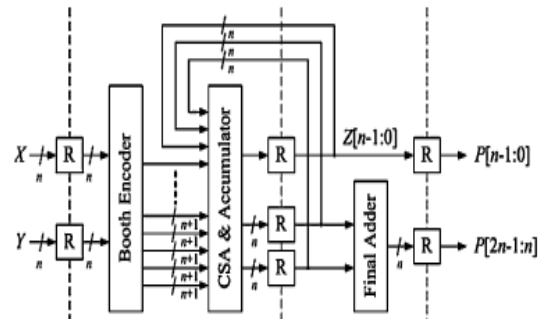 n
n
n
X
n
R
n
Y
n
R
n
Booth Encoder
n+1
n+1
n+1
n+1
n+1
CSA & Accumulator
n
n
R
R
R
Z[n-1:0]
Final Adder
n
R
R
P[n-1:0]
P[2n-1:n]